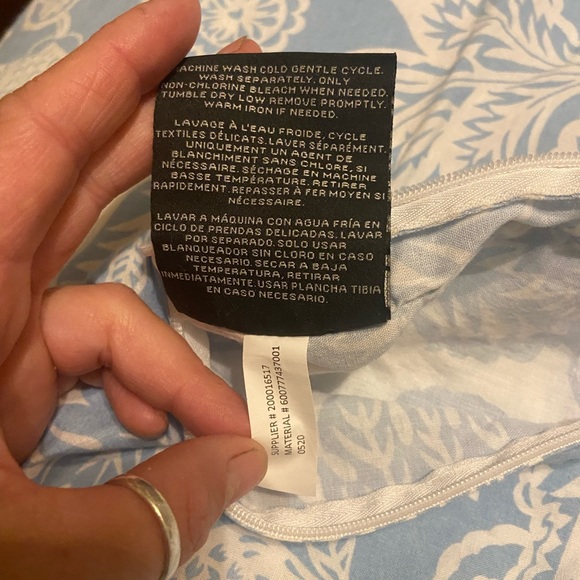 MACHINE WASH COLD GENTLE CYCLE.
WASH SEPARATELY. ONLY
NON-CHLORINE BLEACH WHEN NEEDED.
TUMBLE DRY LOW REMOVE PROMPTLY.
WARM IRON IF NEEDED.
LAVAGE À L'EAU FROIDE, CYCLE
TEXTILES DÉLICATS. LAVER SÉPARÉMENT.
UNIQUEMENT UN AGENT DE
BLANCHIMENT SANS CHLORE, SI
NÉCESSAIRE. SÉCHAGE EN MACHINE
BASSE TEMPÉRATURE. RETIRER
RAPIDEMENT. REPASSER À FER MOYEN SI
NÉCESSAIRE.
LAVAR A MÁQUINA CON AGUA FRÍA EN
CICLO DE PRENDAS DELICADAS. LAVAR
POR SEPARADO. SOLO USAR
BLANQUEADOR SIN CLORO EN CASO
NECESARIO. SECAR A BAJA
TEMPERATURA, RETIRAR
INMEDIATAMENTE. USAR PLANCHA TIBIA
EN CASO NECESARIO.
SUPPLIER # 200016517
MATERIAL # 600777437001
0520